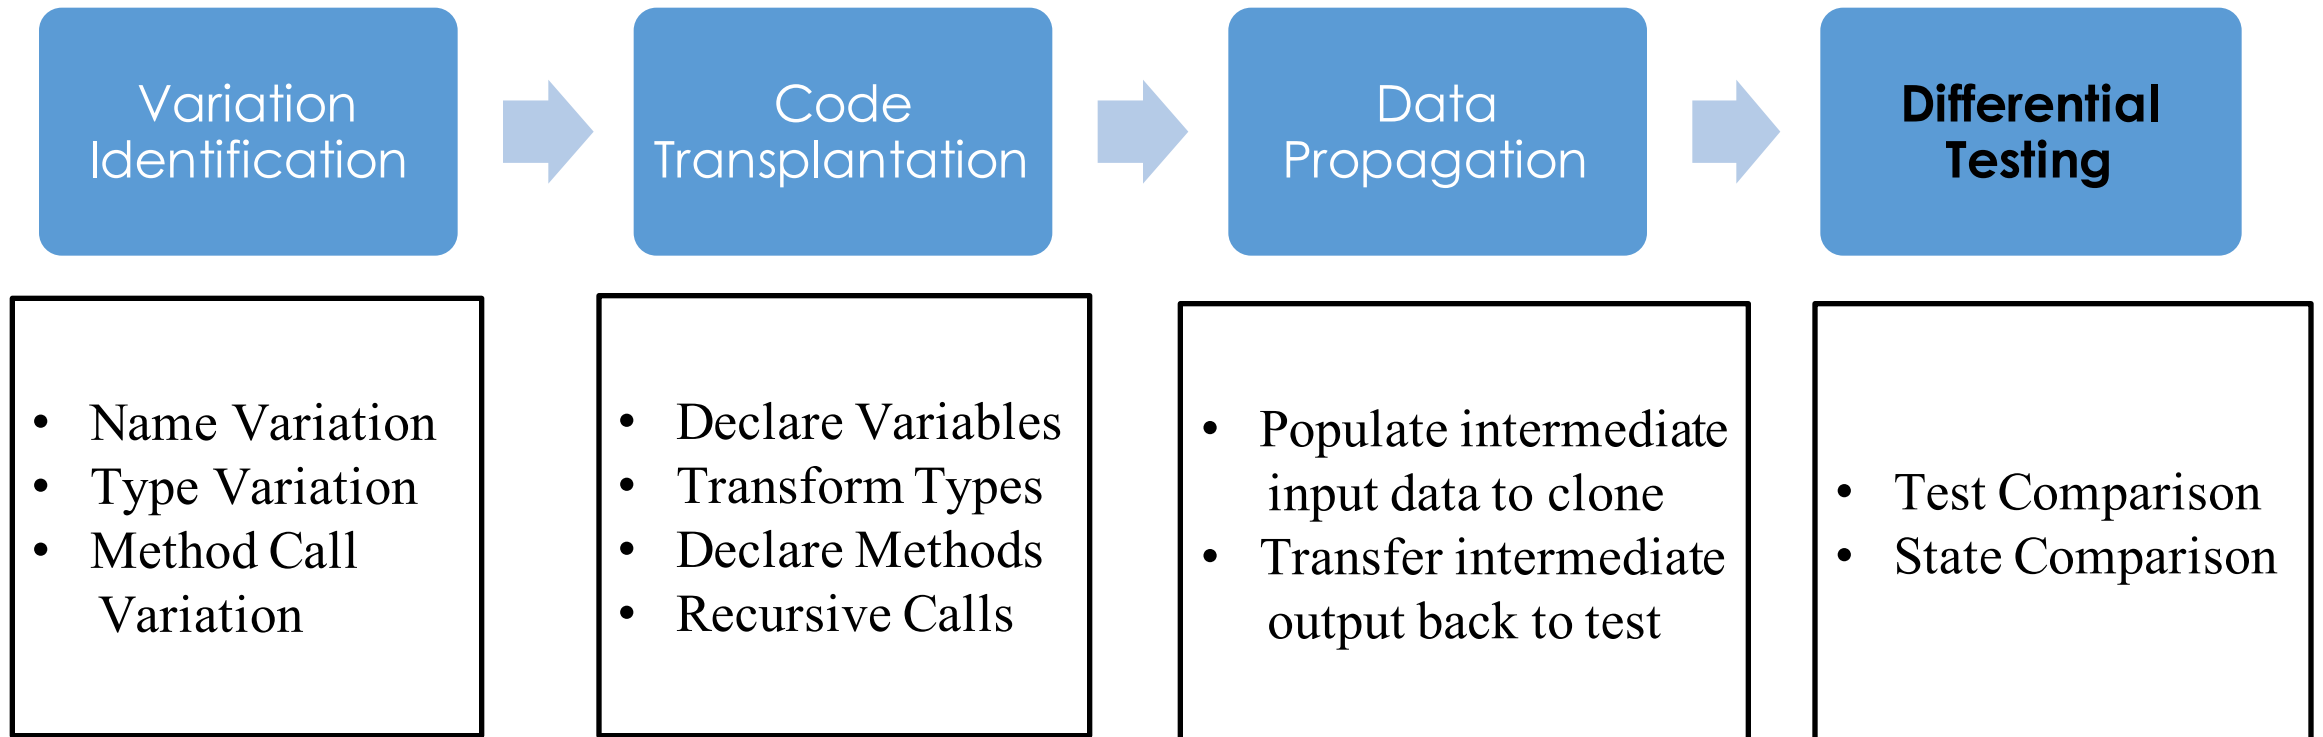 Variation
Identification
Code
Transplantation
Data
Propagation
Differential
Testing
• Name Variation
• Type Variation
• Method Call
Variation
• Declare Variables
• Transform Types
• Declare Methods
• Recursive Calls
• Populate intermediate
input data to clone
• Transfer intermediate
output back to test
• Test Comparison
• State Comparison